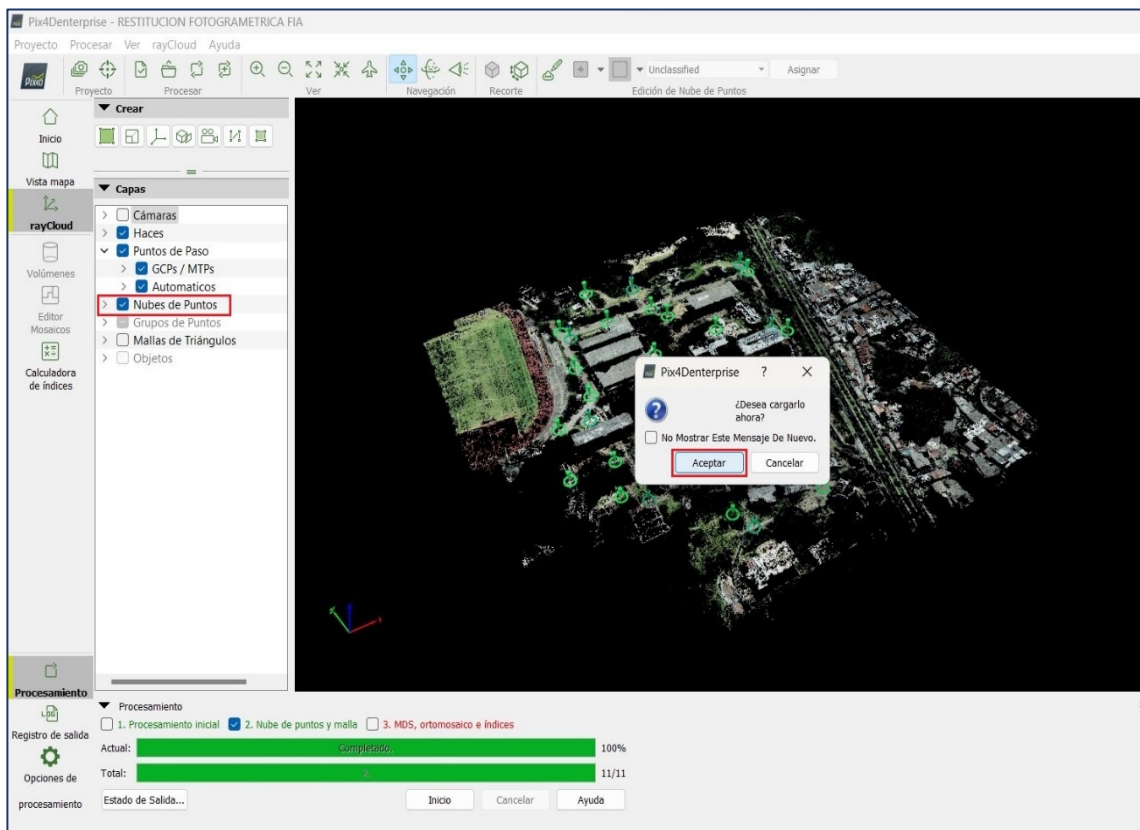 Pix4Denterprise - RESTITUCION FOTOGRAMETRICA FIA
Proyecto Procesar Ver rayCloud Ayuda
PIX4D
Unclassified Asignar
Proyecto Procesar Ver Navegación Recorte Edición de Nube de Puntos
Inicio
Vista mapa
rayCloud
Volúmenes
Editor
Mosaicos
Calculadora
de índices
Crear
Capas
Cámaras
Haces
Puntos de Paso
GCPs / MTPs
Automaticos
Nubes de Puntos
Grupos de Puntos
Mallas de Triángulos
Objetos
Pix4Denterprise ?
¿Desea cargarlo
ahora?
No Mostrar Este Mensaje De Nuevo.
Aceptar Cancelar
Procesamiento
LOG
Registro de salida
Opciones de
procesamiento
Procesamiento
1. Procesamiento inicial 2. Nube de puntos y malla 3. MDS, ortomosaico e índices
Actual: Completado. 100%
Total: 2. 11/11
Estado de Salida... Inicio Cancelar Ayuda